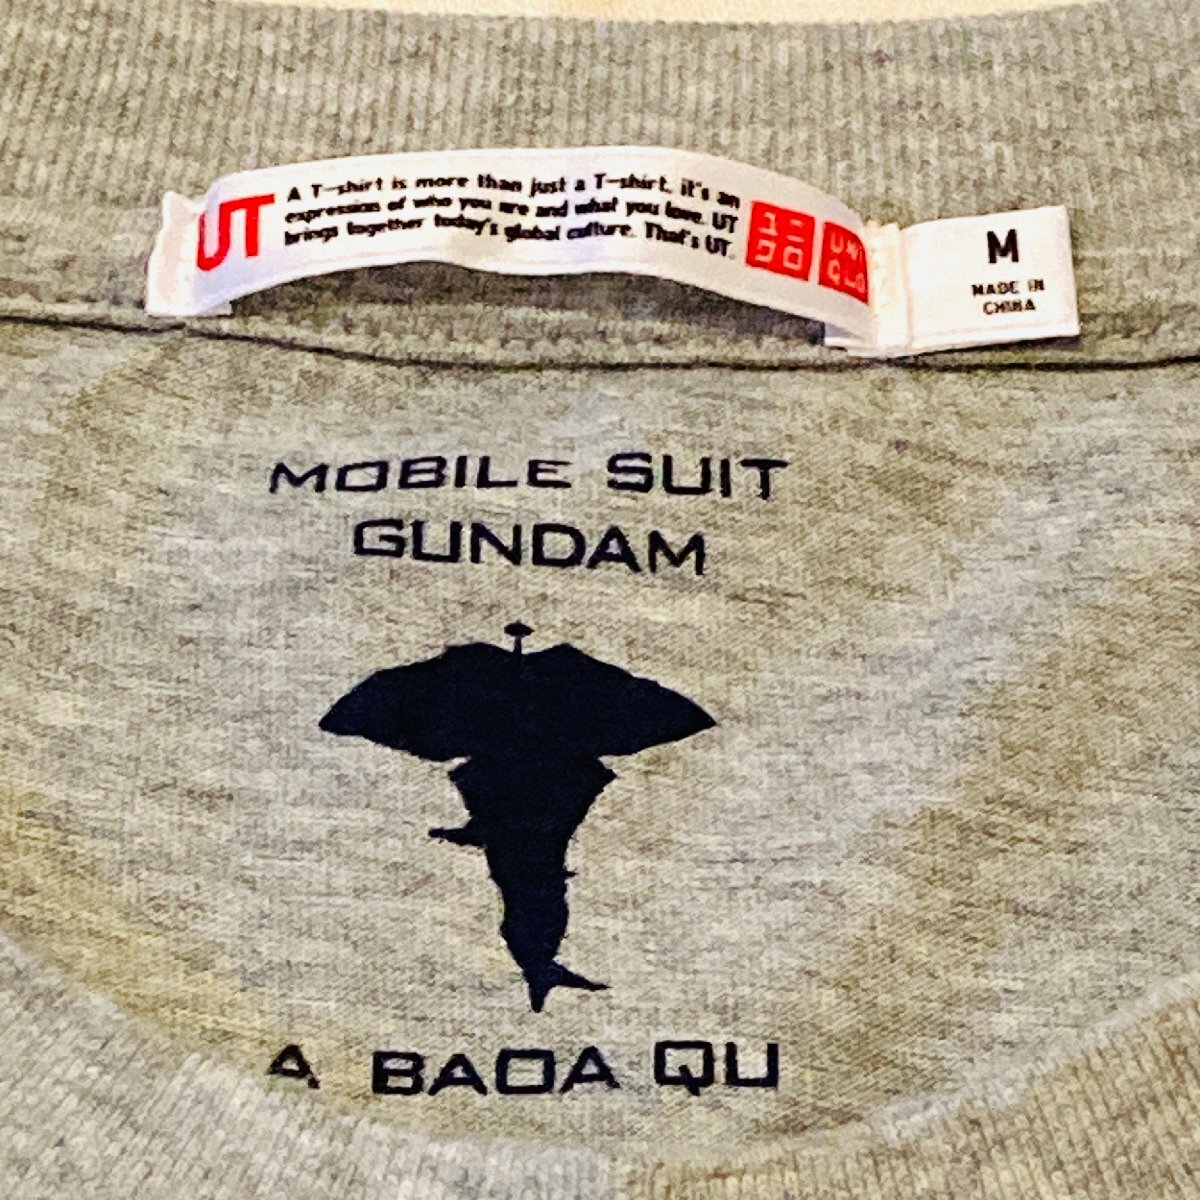 UT
A T-shirt is more than just a T-shirt. it's an
expression of who you are and what you love. UT
brings together today's global culture. That's UT.
UNI
QLO
M
MADE IN
CHINA
MOBILE SUIT
GUNDAM
A BAOA QU